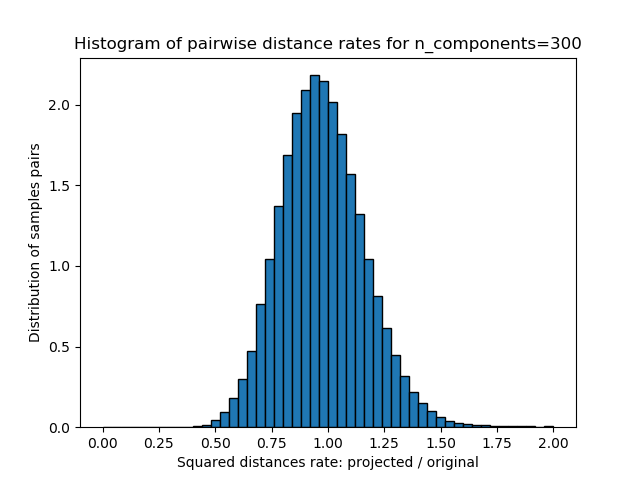 Histogram of pairwise distance rates for n_components=300
2.0
1.5
1.0
0.5
0.0
Distribution of samples pairs
0.00 0.25 0.50 0.75 1.00 1.25 1.50 1.75 2.00
Squared distances rate: projected / original